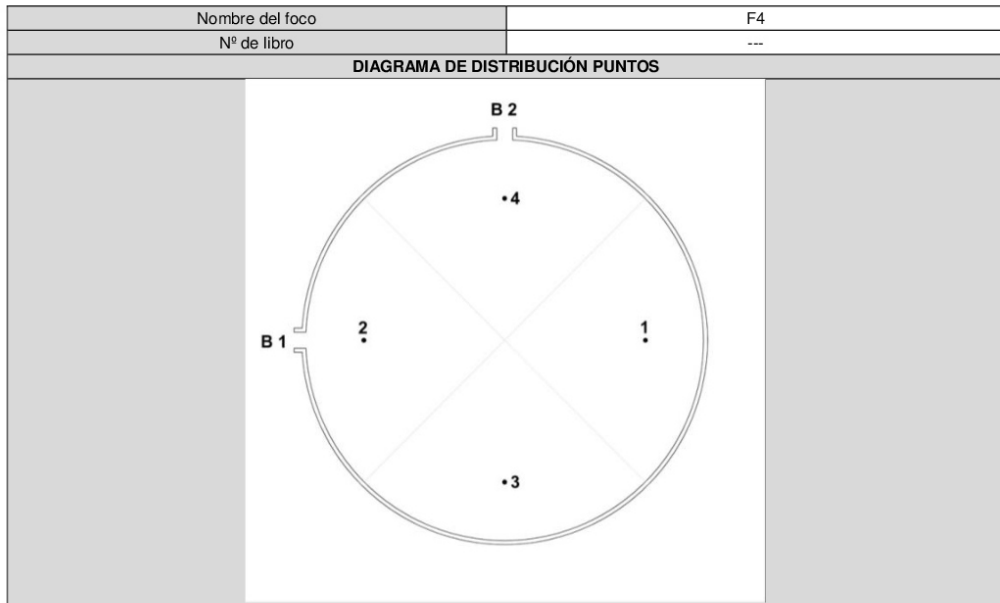 Nombre del foco F4
Nº de libro ---
DIAGRAMA DE DISTRIBUCIÓN PUNTOS
B 2
4
B 1
2
1
3